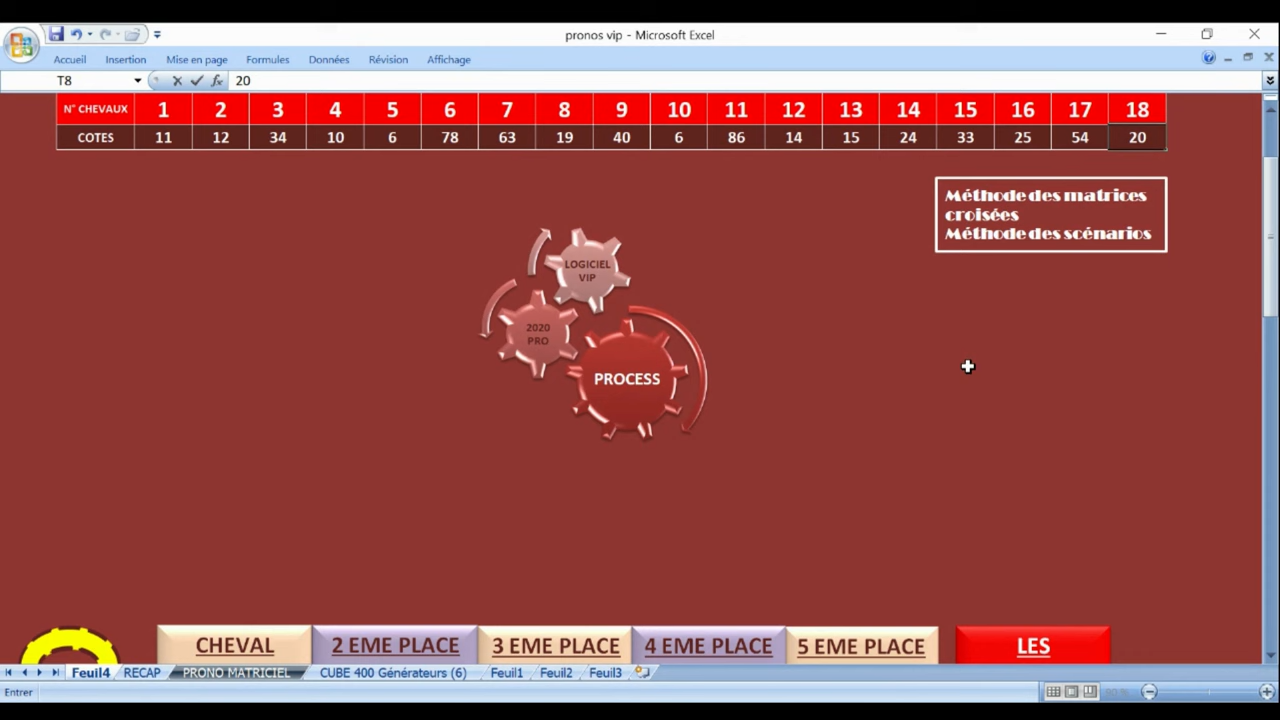 pronos vip - Microsoft Excel
Accueil Insertion Mise en page Formules Données Révision Affichage
T8 fx 20
N° CHEVAUX 1 2 3 4 5 6 7 8 9 10 11 12 13 14 15 16 17 18
COTES 11 12 34 10 6 78 63 19 40 6 86 14 15 24 33 25 54 20
Méthode des matrices
croisées
Méthode des scénarios
LOGICIEL
VIP
2020
PRO
PROCESS
CHEVAL 2 EME PLACE 3 EME PLACE 4 EME PLACE 5 EME PLACE LES
Feuil4 RECAP PRONO MATRICIEL CUBE 400 Générateurs (6) Feuil1 Feuil2 Feuil3
Entrer